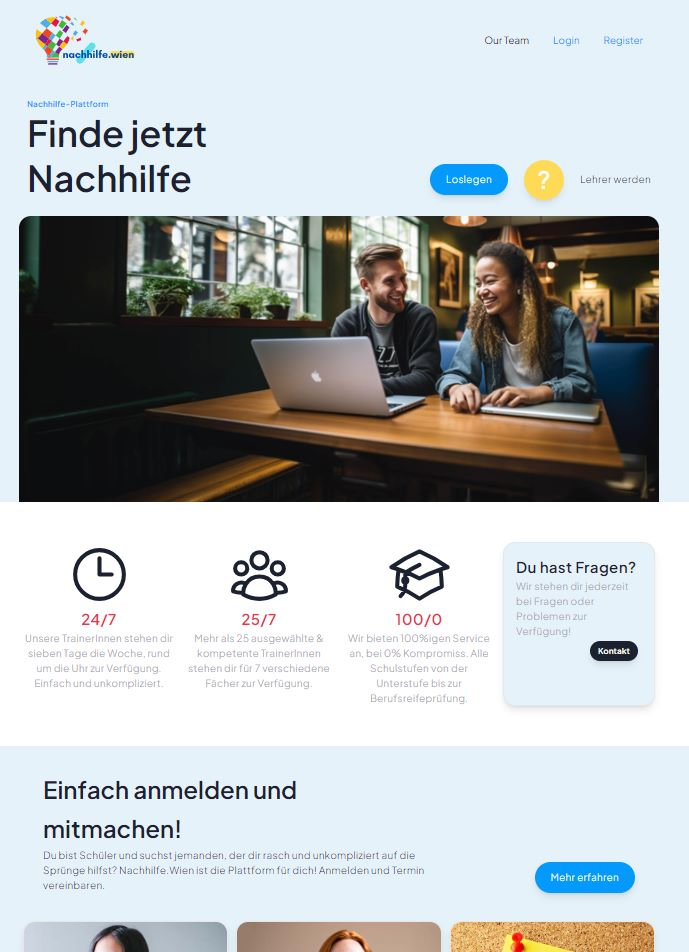 nachhilfe.wien
Our Team
Login
Register
Nachhilfe-Plattform
Finde jetzt
Nachhilfe
Loslegen
?
Lehrer werden
24/7
Unsere TrainerInnen stehen dir
sieben Tage die Woche, rund
um die Uhr zur Verfügung.
Einfach und unkompliziert.
25/7
Mehr als 25 ausgewählte &
kompetente TrainerInnen
stehen dir für 7 verschiedene
Fächer zur Verfügung.
100/0
Wir bieten 100%igen Service
an, bei 0% Kompromiss. Alle
Schulstufen von der
Unterstufe bis zur
Berufsreifeprüfung.
Du hast Fragen?
Wir stehen dir jederzeit
bei Fragen oder
Problemen zur
Verfügung!
Kontakt
Einfach anmelden und
mitmachen!
Du bist Schüler und suchst jemanden, der dir rasch und unkompliziert auf die
Sprünge hilfst? Nachhilfe.Wien ist die Plattform für dich! Anmelden und Termin
vereinbaren.
Mehr erfahren